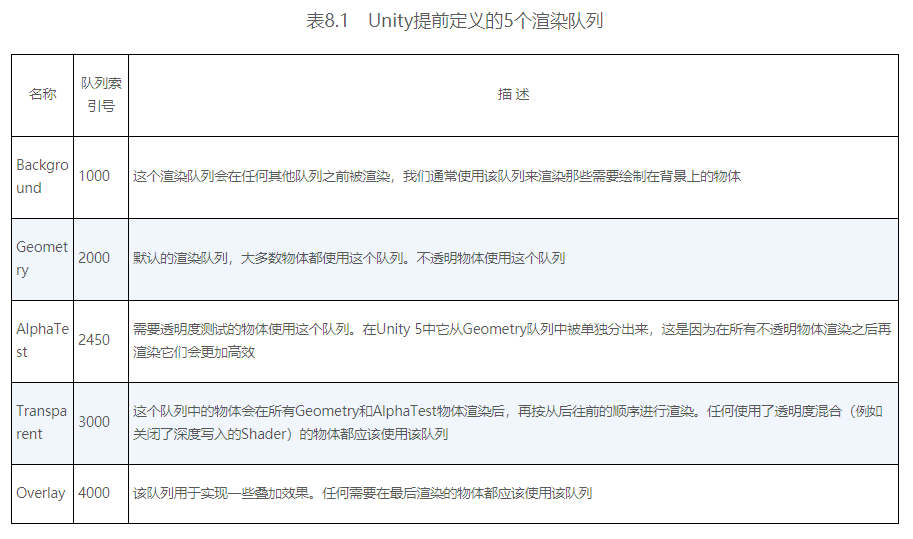 表8.1 Unity提前定义的5个渲染队列
名称
队列索
引号
描 述
Backgro
und
1000
这个渲染队列会在任何其他队列之前被渲染，我们通常使用该队列来渲染那些需要绘制在背景上的物体
Geomet
ry
2000
默认的渲染队列，大多数物体都使用这个队列。不透明物体使用这个队列
AlphaTe
st
2450
需要透明度测试的物体使用这个队列。在Unity 5中它从Geometry队列中被单独分出来，这是因为在所有不透明物体渲染之后再
渲染它们会更加高效
Transpa
rent
3000
这个队列中的物体会在所有Geometry和AlphaTest物体渲染后，再按从后往前的顺序进行渲染。任何使用了透明度混合（例如
关闭了深度写入的Shader）的物体都应该使用该队列
Overlay
4000
该队列用于实现一些叠加效果。任何需要在最后渲染的物体都应该使用该队列